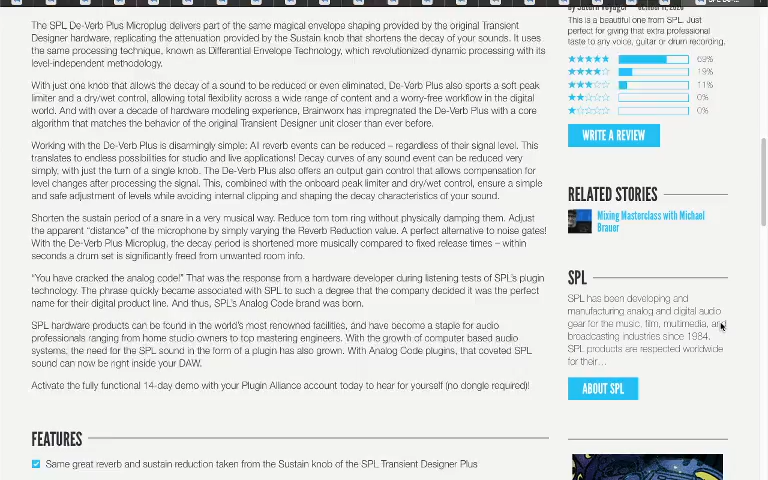 The SPL De-Verb Plus Microplug delivers part of the same magical envelope shaping provided by the original Transient
Designer hardware, replicating the attenuation provided by the Sustain knob that shortens the decay of your sounds. It uses
the same processing technique, known as Differential Envelope Technology, which revolutionized dynamic processing with its
level-independent methodology.
With just one knob that allows the decay of a sound to be reduced or even eliminated, De-Verb Plus also sports a soft peak
limiter and a dry/wet control, allowing total flexibility across a wide range of content and a worry-free workflow in the digital
world. And with over a decade of hardware modeling experience, Brainworx has impregnated the De-Verb Plus with a core
algorithm that matches the behavior of the original Transient Designer unit closer than ever before.
Working with the De-Verb Plus is disarmingly simple: All reverb events can be reduced – regardless of their signal level. This
translates to endless possibilities for studio and live applications! Decay curves of any sound event can be reduced very
simply, with just the turn of a single knob. The De-Verb Plus also offers an output gain control that allows compensation for
level changes after processing the signal. This, combined with the onboard peak limiter and dry/wet control, ensure a simple
and safe adjustment of levels while avoiding internal clipping and shaping the decay characteristics of your sound.
Shorten the sustain period of a snare in a very musical way. Reduce tom tom ring without physically damping them. Adjust
the apparent “distance” of the microphone by simply varying the Reverb Reduction value. A perfect alternative to noise gates!
With the De-Verb Plus Microplug, the decay period is shortened more musically compared to fixed release times – within
seconds a drum set is significantly freed from unwanted room info.
“You have cracked the analog code!” That was the response from a hardware developer during listening tests of SPL's plugin
technology. The phrase quickly became associated with SPL to such a degree that the company decided it was the perfect
name for their digital product line. And thus, SPL's Analog Code brand was born.
SPL hardware products can be found in the world's most renowned facilities, and have become a staple for audio
professionals ranging from home studio owners to top mastering engineers. With the growth of computer based audio
systems, the need for the SPL sound in the form of a plugin has also grown. With Analog Code plugins, that coveted SPL
sound can now be right inside your DAW.
Activate the fully functional 14-day demo with your Plugin Alliance account today to hear for yourself (no dongle required)!
FEATURES
Same great reverb and sustain reduction taken from the Sustain knob of the SPL Transient Designer Plus
This is a beautiful one from SPL. Just
perfect for giving that extra professional
taste to any voice, guitar or drum recording.
69%
19%
11%
0%
0%
WRITE A REVIEW
RELATED STORIES
Mixing Masterclass with Michael
Brauer
SPL
SPL has been developing and
manufacturing analog and digital audio
gear for the music, film, multimedia, and
broadcasting industries since 1984.
SPL products are respected worldwide
for their…
ABOUT SPL